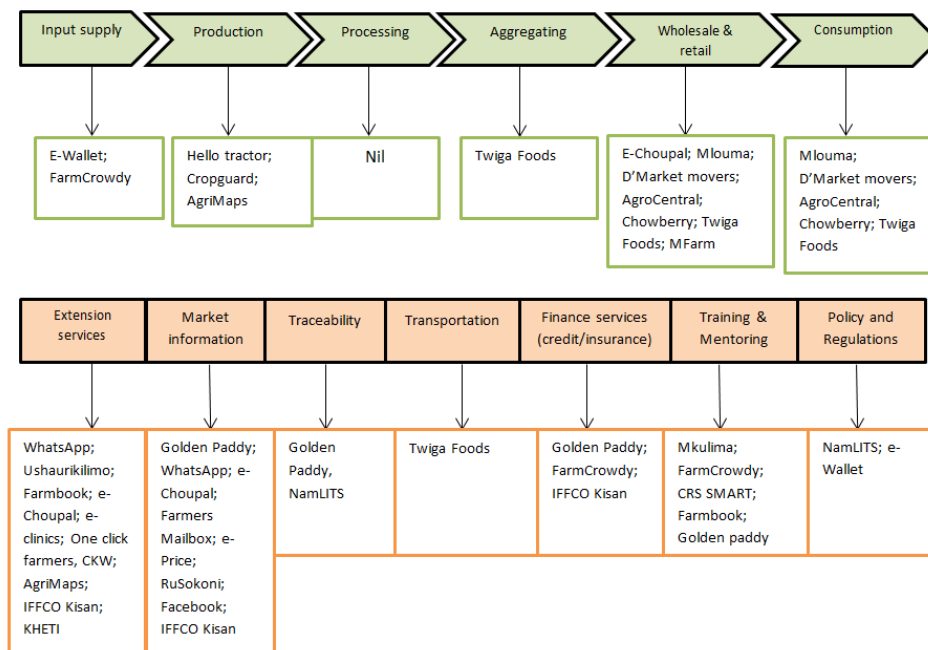 Input supply
Production
Processing
Aggregating
Wholesale &
retail
Consumption
E-Wallet;
FarmCrowdy
Hello tractor;
Cropguard;
AgriMaps
Nil
Twiga Foods
E-Choupal; Mlouma;
D’Market movers;
AgroCentral;
Chowberry; Twiga
Foods; MFarm
Mlouma;
D’Market movers;
AgroCentral;
Chowberry; Twiga
Foods
Extension
services
Market
information
Traceability
Transportation
Finance services
(credit/insurance)
Training &
Mentoring
Policy and
Regulations
WhatsApp;
Ushaurikilimo;
Farmbook; e-
Choupal; e-
clinics; One click
farmers, CKW;
AgriMaps;
IFFCO Kisan;
KHETI
Golden Paddy;
WhatsApp; e-
Choupal;
Farmers
Mailbox; e-
Price;
RuSokoni;
Facebook;
IFFCO Kisan
Golden
Paddy,
NamLITS
Twiga Foods
Golden Paddy;
FarmCrowdy;
IFFCO Kisan
Mkulima;
FarmCrowdy;
CRS SMART;
Farmbook;
Golden paddy
NamLITS; e-
Wallet